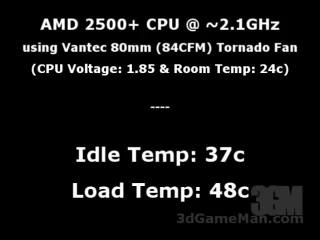 AMD 2500+ CPU @ ~2.1GHz
using Vantec 80mm (84CFM) Tornado Fan
(CPU Voltage: 1.85 & Room Temp: 24c)
----
Idle Temp: 37c
Load Temp: 48c
3GM
3dGameMan.com